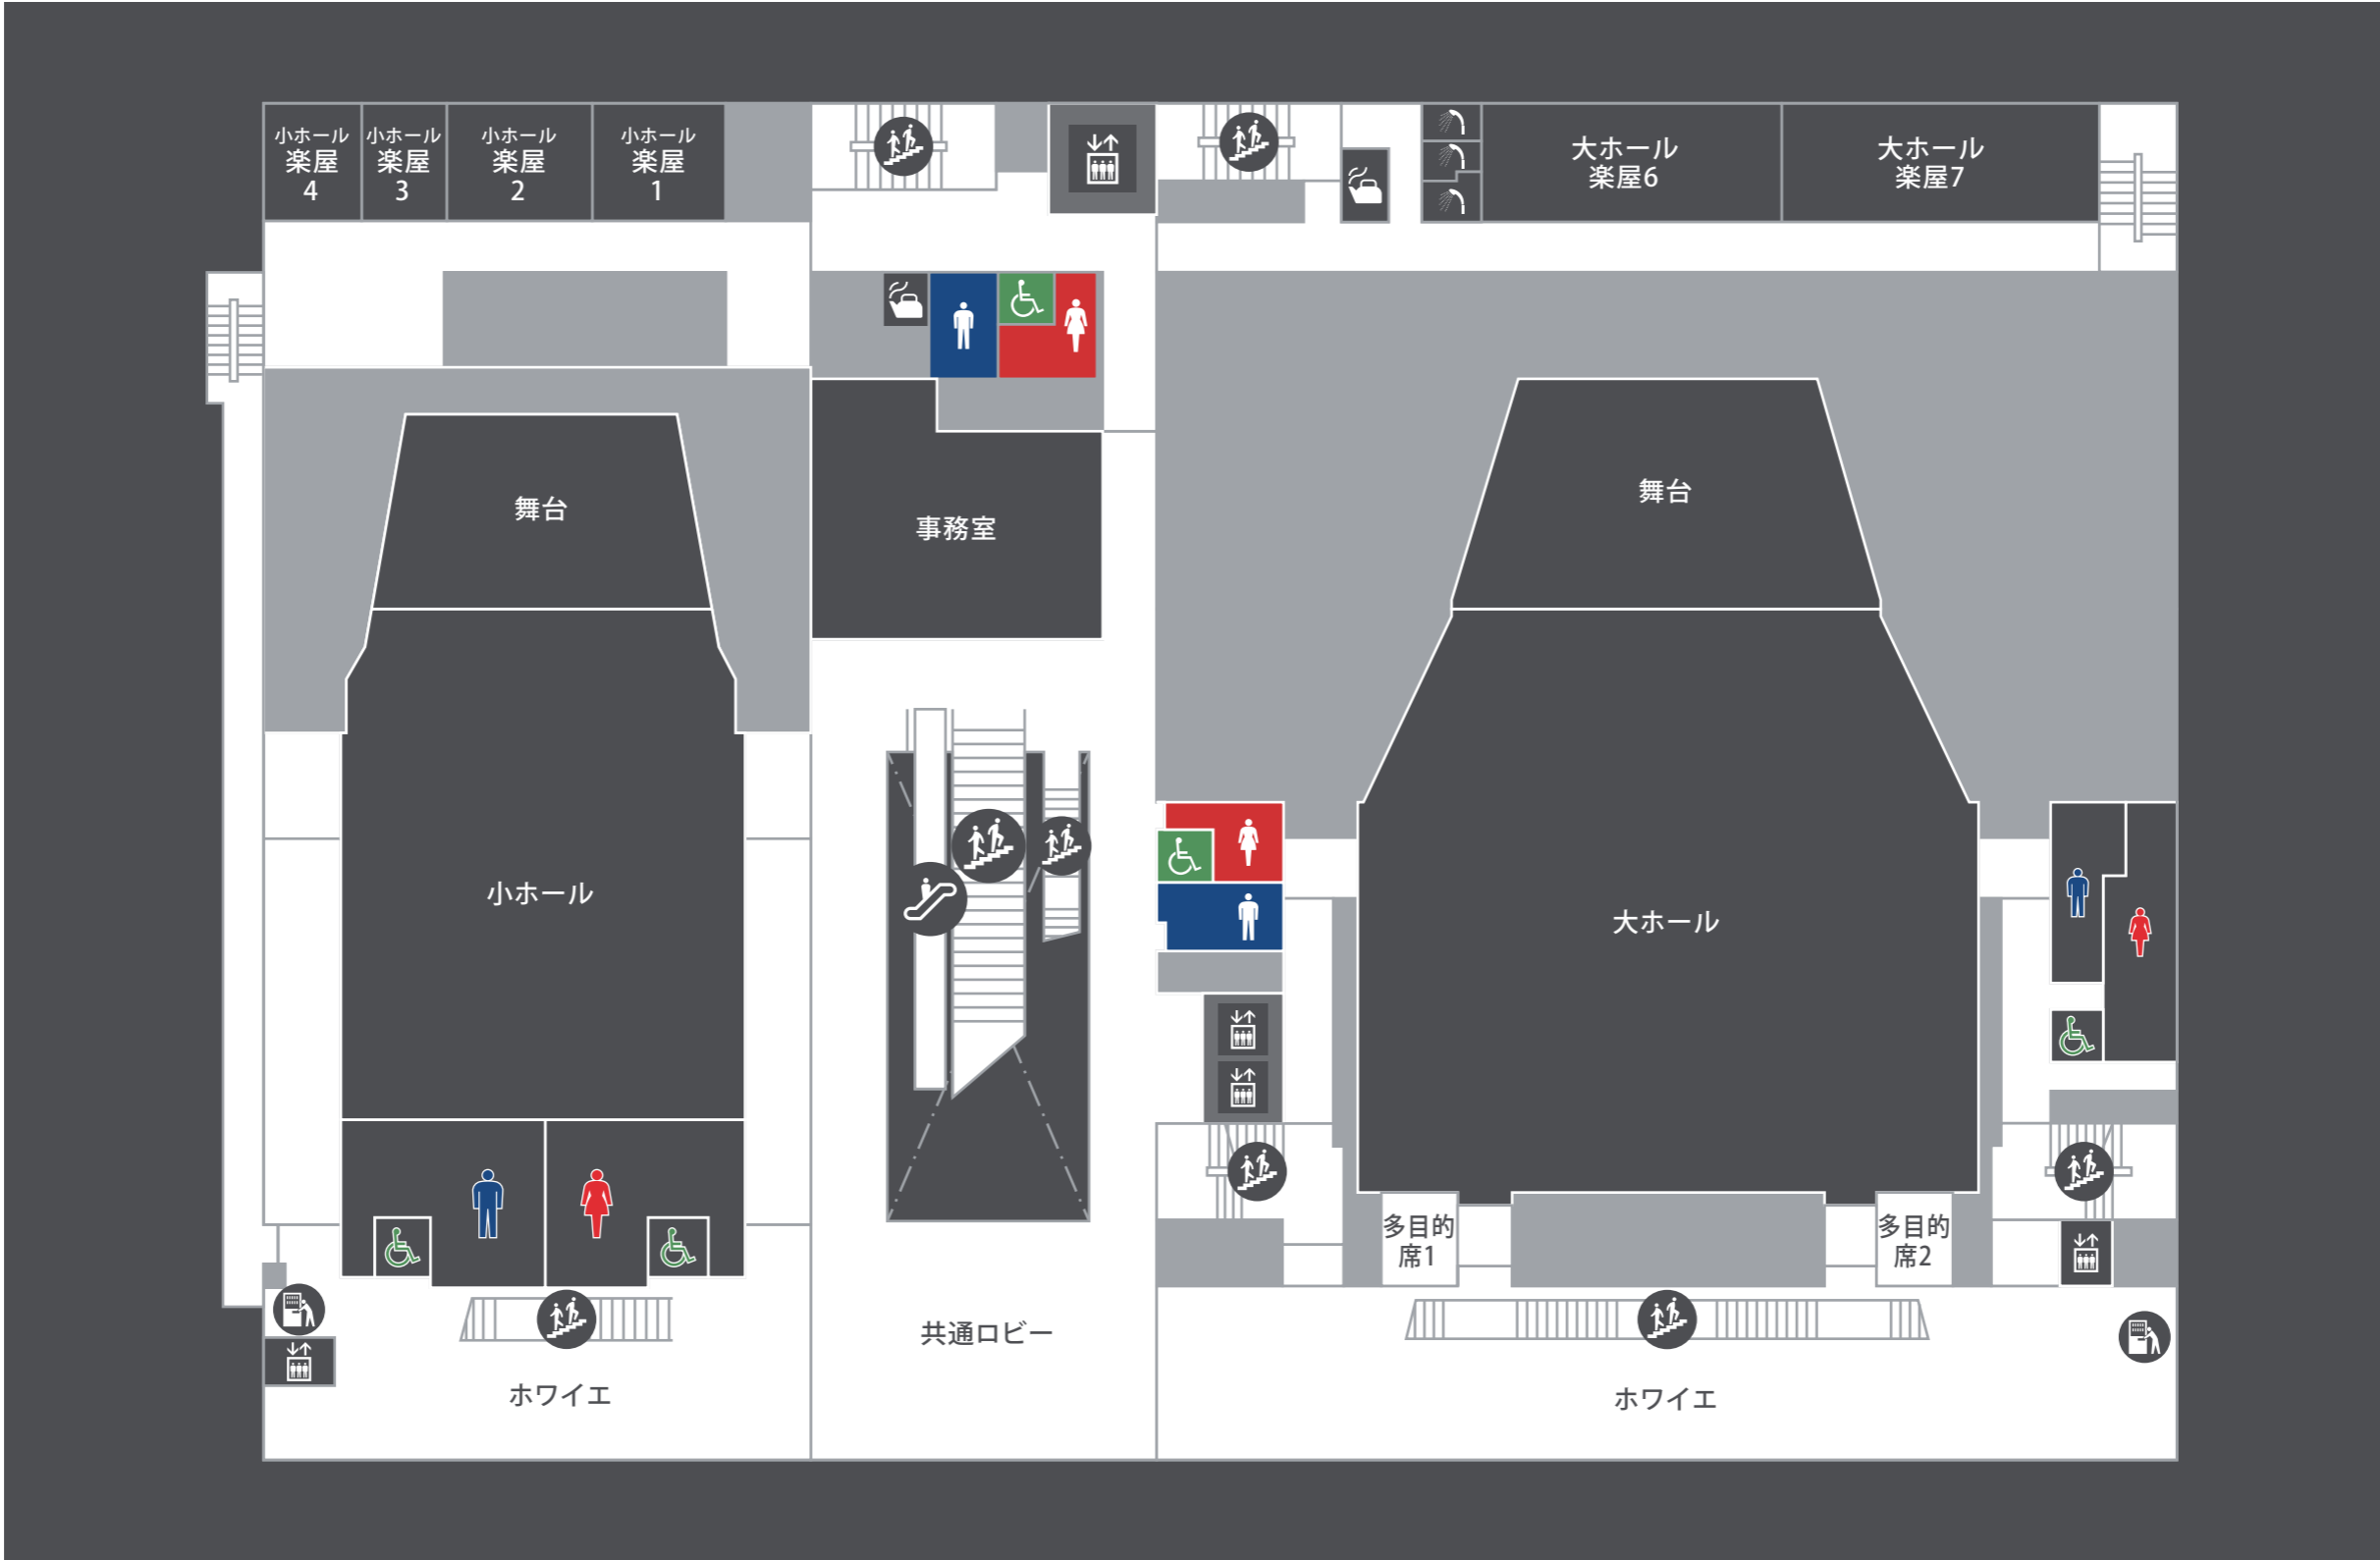 小ホール
楽屋
4
小ホール
楽屋
3
小ホール
楽屋
2
小ホール
楽屋
1
大ホール
楽屋6
大ホール
楽屋7
舞台
事務室
舞台
小ホール
大ホール
多目的
席1
多目的
席2
共通ロビー
ホワイエ
ホワイエ